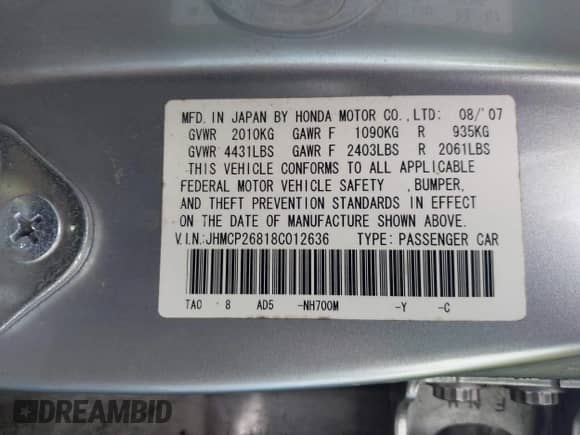 MFD. IN JAPAN BY HONDA MOTOR CO.,LTD: 08/'07
GVWR 2010KG GAWR F 1090KG R 935KG
GVWR 4431LBS GAWR F 2403LBS R 2061LBS
THIS VEHICLE CONFORMS TO ALL APPLICABLE
FEDERAL MOTOR VEHICLE SAFETY ,BUMPER,
AND THEFT PREVENTION STANDARDS IN EFFECT
ON THE DATE OF MANUFACTURE SHOWN ABOVE.
V.I.N:JHMCP26818C012636 TYPE: PASSENGER CAR
TA0 8 AD5 -NH700M -Y -C
DREAMBID